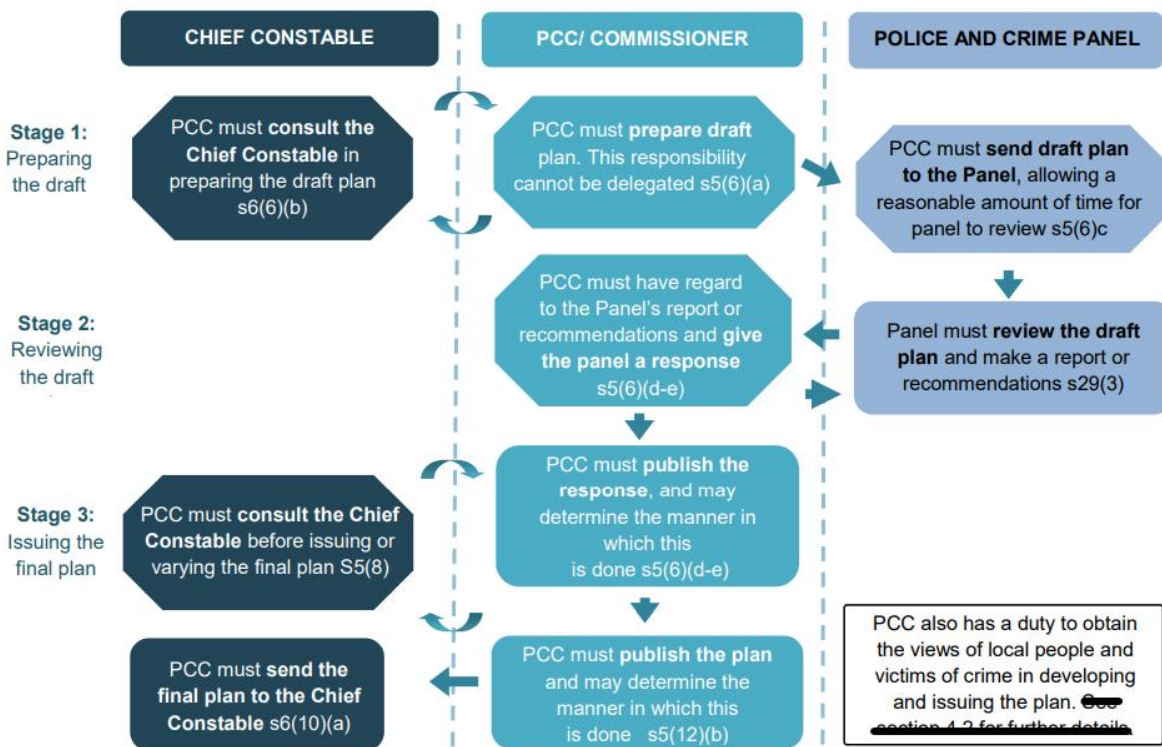 CHIEF CONSTABLE
PCC/ COMMISSIONER
POLICE AND CRIME PANEL
Stage 1:
Preparing
the draft
PCC must consult the
Chief Constable in
preparing the draft plan
s6(6)(b)
PCC must prepare draft
plan. This responsibility
cannot be delegated s5(6)(a)
PCC must send draft plan
to the Panel, allowing a
reasonable amount of time for
panel to review s5(6)c
Stage 2:
Reviewing
the draft
PCC must have regard
to the Panel's report or
recommendations and give
the panel a response
s5(6)(d-e)
Panel must review the draft
plan and make a report or
recommendations s29(3)
Stage 3:
Issuing the
final plan
PCC must consult the Chief
Constable before issuing or
varying the final plan S5(8)
PCC must publish the
response, and may
determine the manner in
which this
is done s5(6)(d-e)
PCC must send the
final plan to the Chief
Constable s6(10)(a)
PCC must publish the plan
and may determine the
manner in which this
is done s5(12)(b)
PCC also has a duty to obtain
the views of local people and
victims of crime in developing
and issuing the plan.